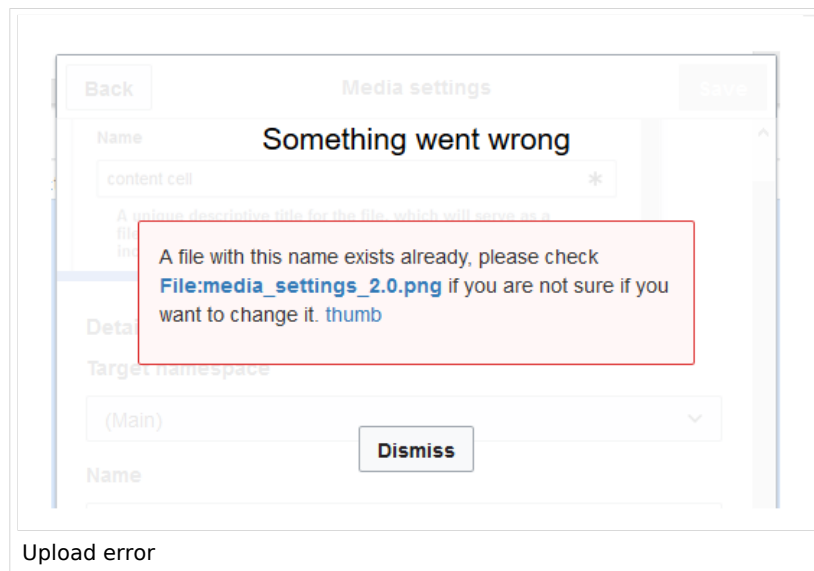 Back
Media settings
Save
Name
Something went wrong
content cell
*
A unique descriptive title for the file, which will serve as a
A file with this name exists already, please check
File:media_settings_2.0.png if you are not sure if you
want to change it. thumb
Target namespace
(Main)
Dismiss
Name
Upload error